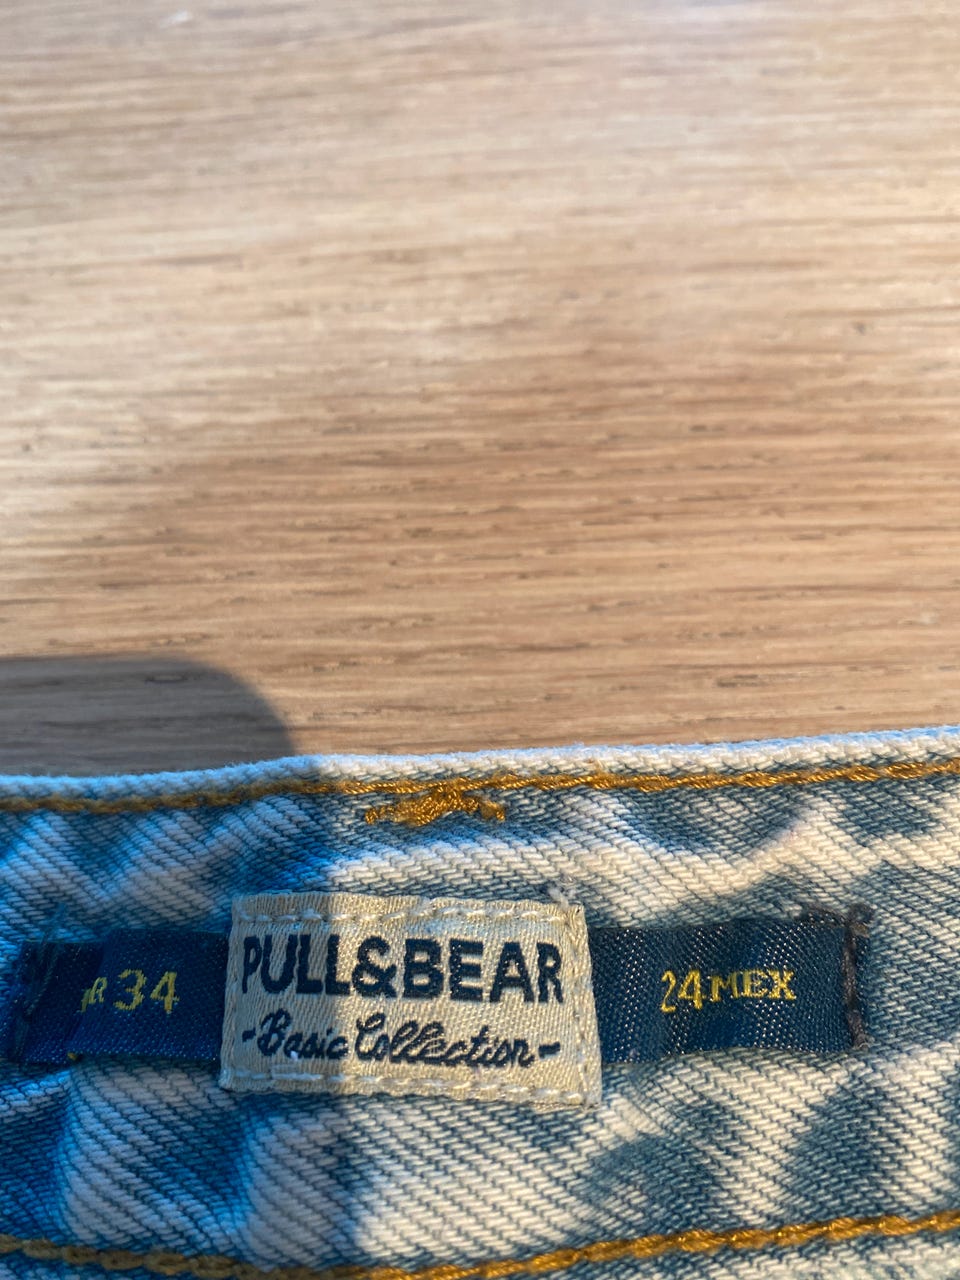 34
PULL&BEAR
-Basic Collection-
24 MEX